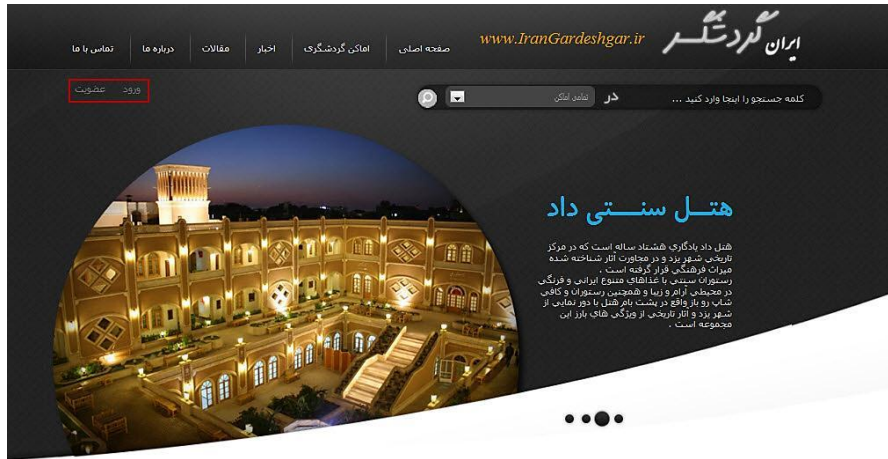 ایران گردشگر
www.IranGardeshgar.ir
صفحه اصلی
اماکن گردشگری
اخبار
مقالات
درباره ما
تماس با ما
کلمه جستجو را اینجا وارد کنید ...
در
تمامی اماکن
ورود
عضویت
هتــل سنــــتی داد
هتل داد یادگاری هشتاد ساله است که در مرکز
تاریخی شهر یزد و در مجاورت آثار شناخته شده
میراث فرهنگی قرار گرفته است .
رستوران سنتی با غذاهای متنوع ایرانی و فرنگی
در محیطی آرام و زیبا و همچنین رستوران و کافی
شاپ رو باز واقع در پشت بام هتل با دور نمایی از
شهر یزد و آثار تاریخی از ویژگی های بارز این
مجموعه است .